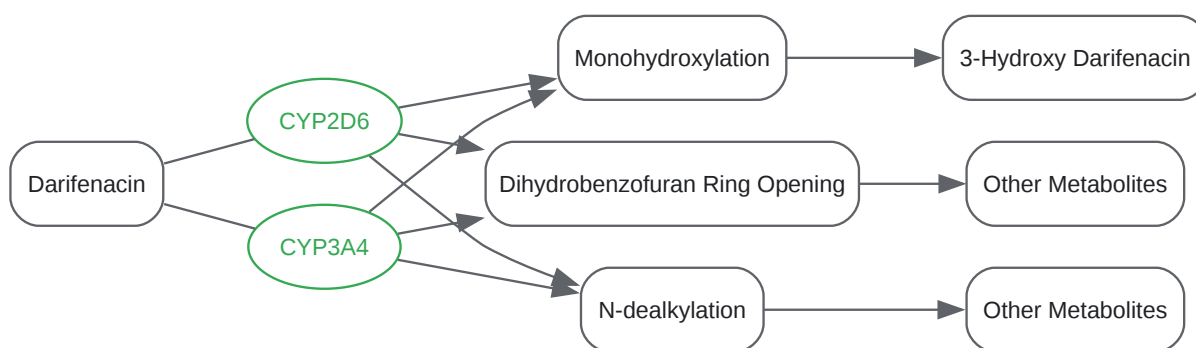 Darifenacin
CYP2D6
CYP3A4
Monohydroxylation
3-Hydroxy Darifenacin
Dihydrobenzofuran Ring Opening
Other Metabolites
N-dealkylation
Other Metabolites